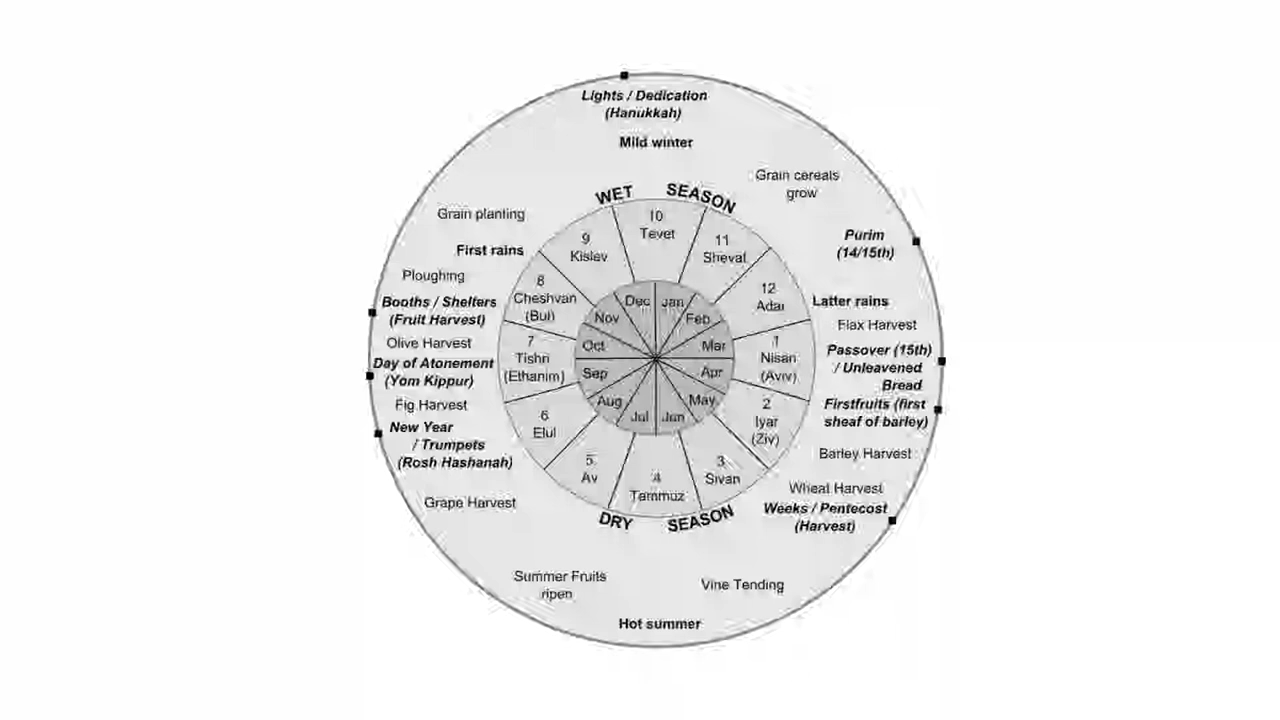 Lights / Dedication
(Hanukkah)
Mild winter
Grain cereals
grow
WET SEASON
Grain planting
First rains
Ploughing
Booths / Shelters
(Fruit Harvest)
Olive Harvest
Day of Atonement
(Yom Kippur)
Fig Harvest
New Year
/ Trumpets
(Rosh Hashanah)
Grape Harvest
Purim
(14/15th)
Latter rains
Flax Harvest
Passover (15th)
/ Unleavened
Bread
Firstfruits (first
sheaf of barley)
Barley Harvest
Wheat Harvest
Weeks / Pentecost
(Harvest)
10
Tevet
11
Shevat
12
Adar
1
Nisan
(Aviv)
2
Iyar
(Ziv)
3
Sivan
4
Tammuz
5
Av
6
Elul
7
Tishri
(Ethanim)
8
Cheshvan
(Bul)
9
Kislev
Jan
Feb
Mar
Apr
May
Jun
Jul
Aug
Sep
Oct
Nov
Dec
DRY SEASON
Summer Fruits
ripen
Vine Tending
Hot summer